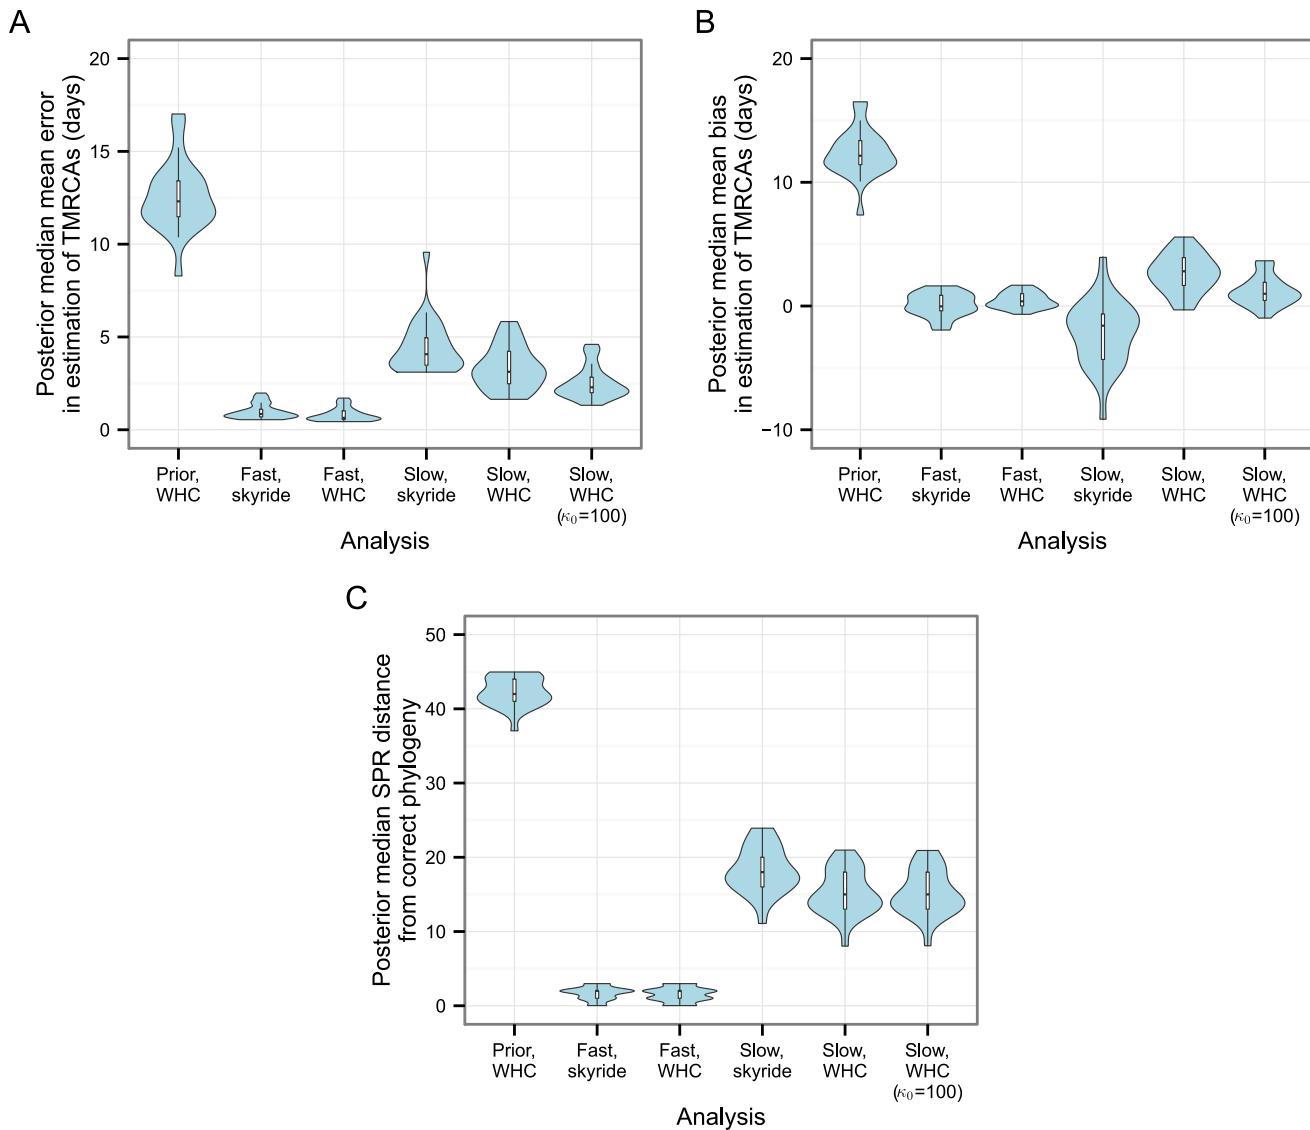 A
Posterior median mean error
in estimation of TMRCAs (days)
20
15
10
5
0
Prior,
WHC
Fast,
skyride
Fast,
WHC
Slow,
skyride
Slow,
WHC
Slow,
WHC
(κ₀=100)
Analysis
B
Posterior median mean bias
in estimation of TMRCAs (days)
20
10
0
−10
Prior,
WHC
Fast,
skyride
Fast,
WHC
Slow,
skyride
Slow,
WHC
Slow,
WHC
(κ₀=100)
Analysis
C
Posterior median SPR distance
from correct phylogeny
50
40
30
20
10
0
Prior,
WHC
Fast,
skyride
Fast,
WHC
Slow,
skyride
Slow,
WHC
Slow,
WHC
(κ₀=100)
Analysis